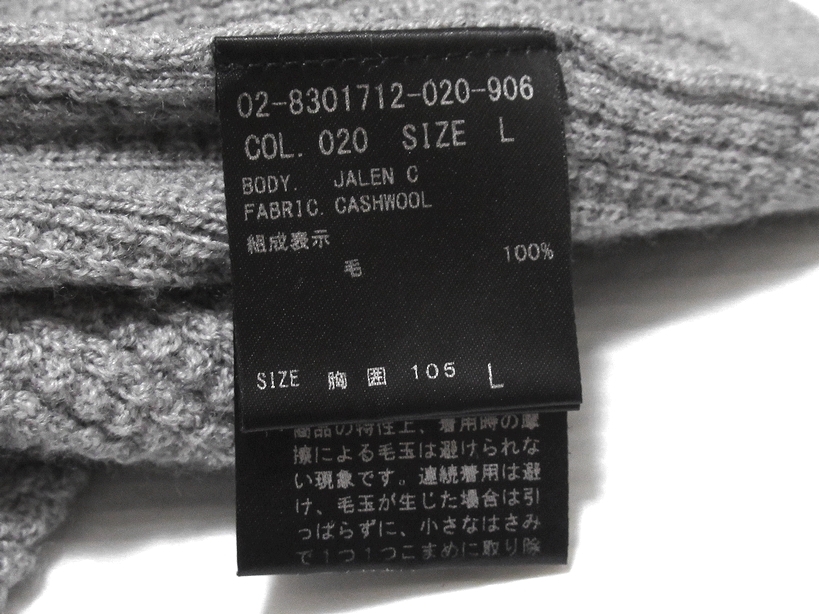 02-8301712-020-906
COL. 020 SIZE L
BODY. JALEN C
FABRIC. CASHWOOL
組成表示
毛 100%
SIZE 胸囲 105 L
商品の特性上、着用時の摩
擦による毛玉は避けられな
い現象です。連続着用は避
け、毛玉が生じた場合は引
っぱらずに、小さなはさみ
で1つ1つこまめに取り除